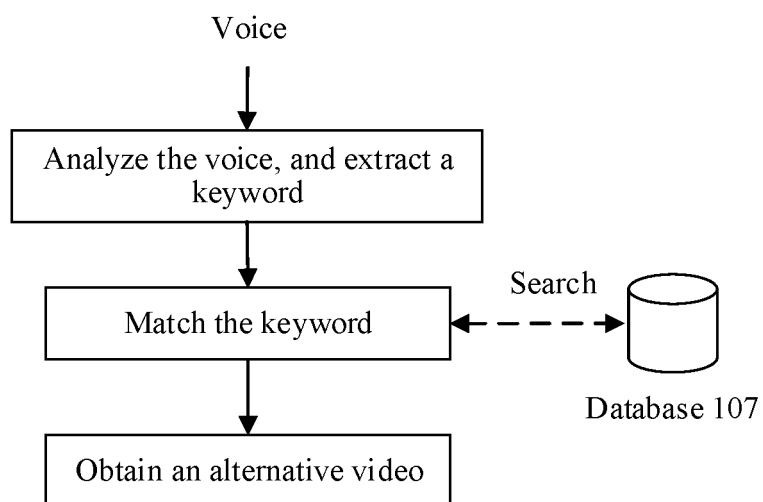 Voice
Analyze the voice, and extract a
keyword
Search
Match the keyword
Database 107
Obtain an alternative video